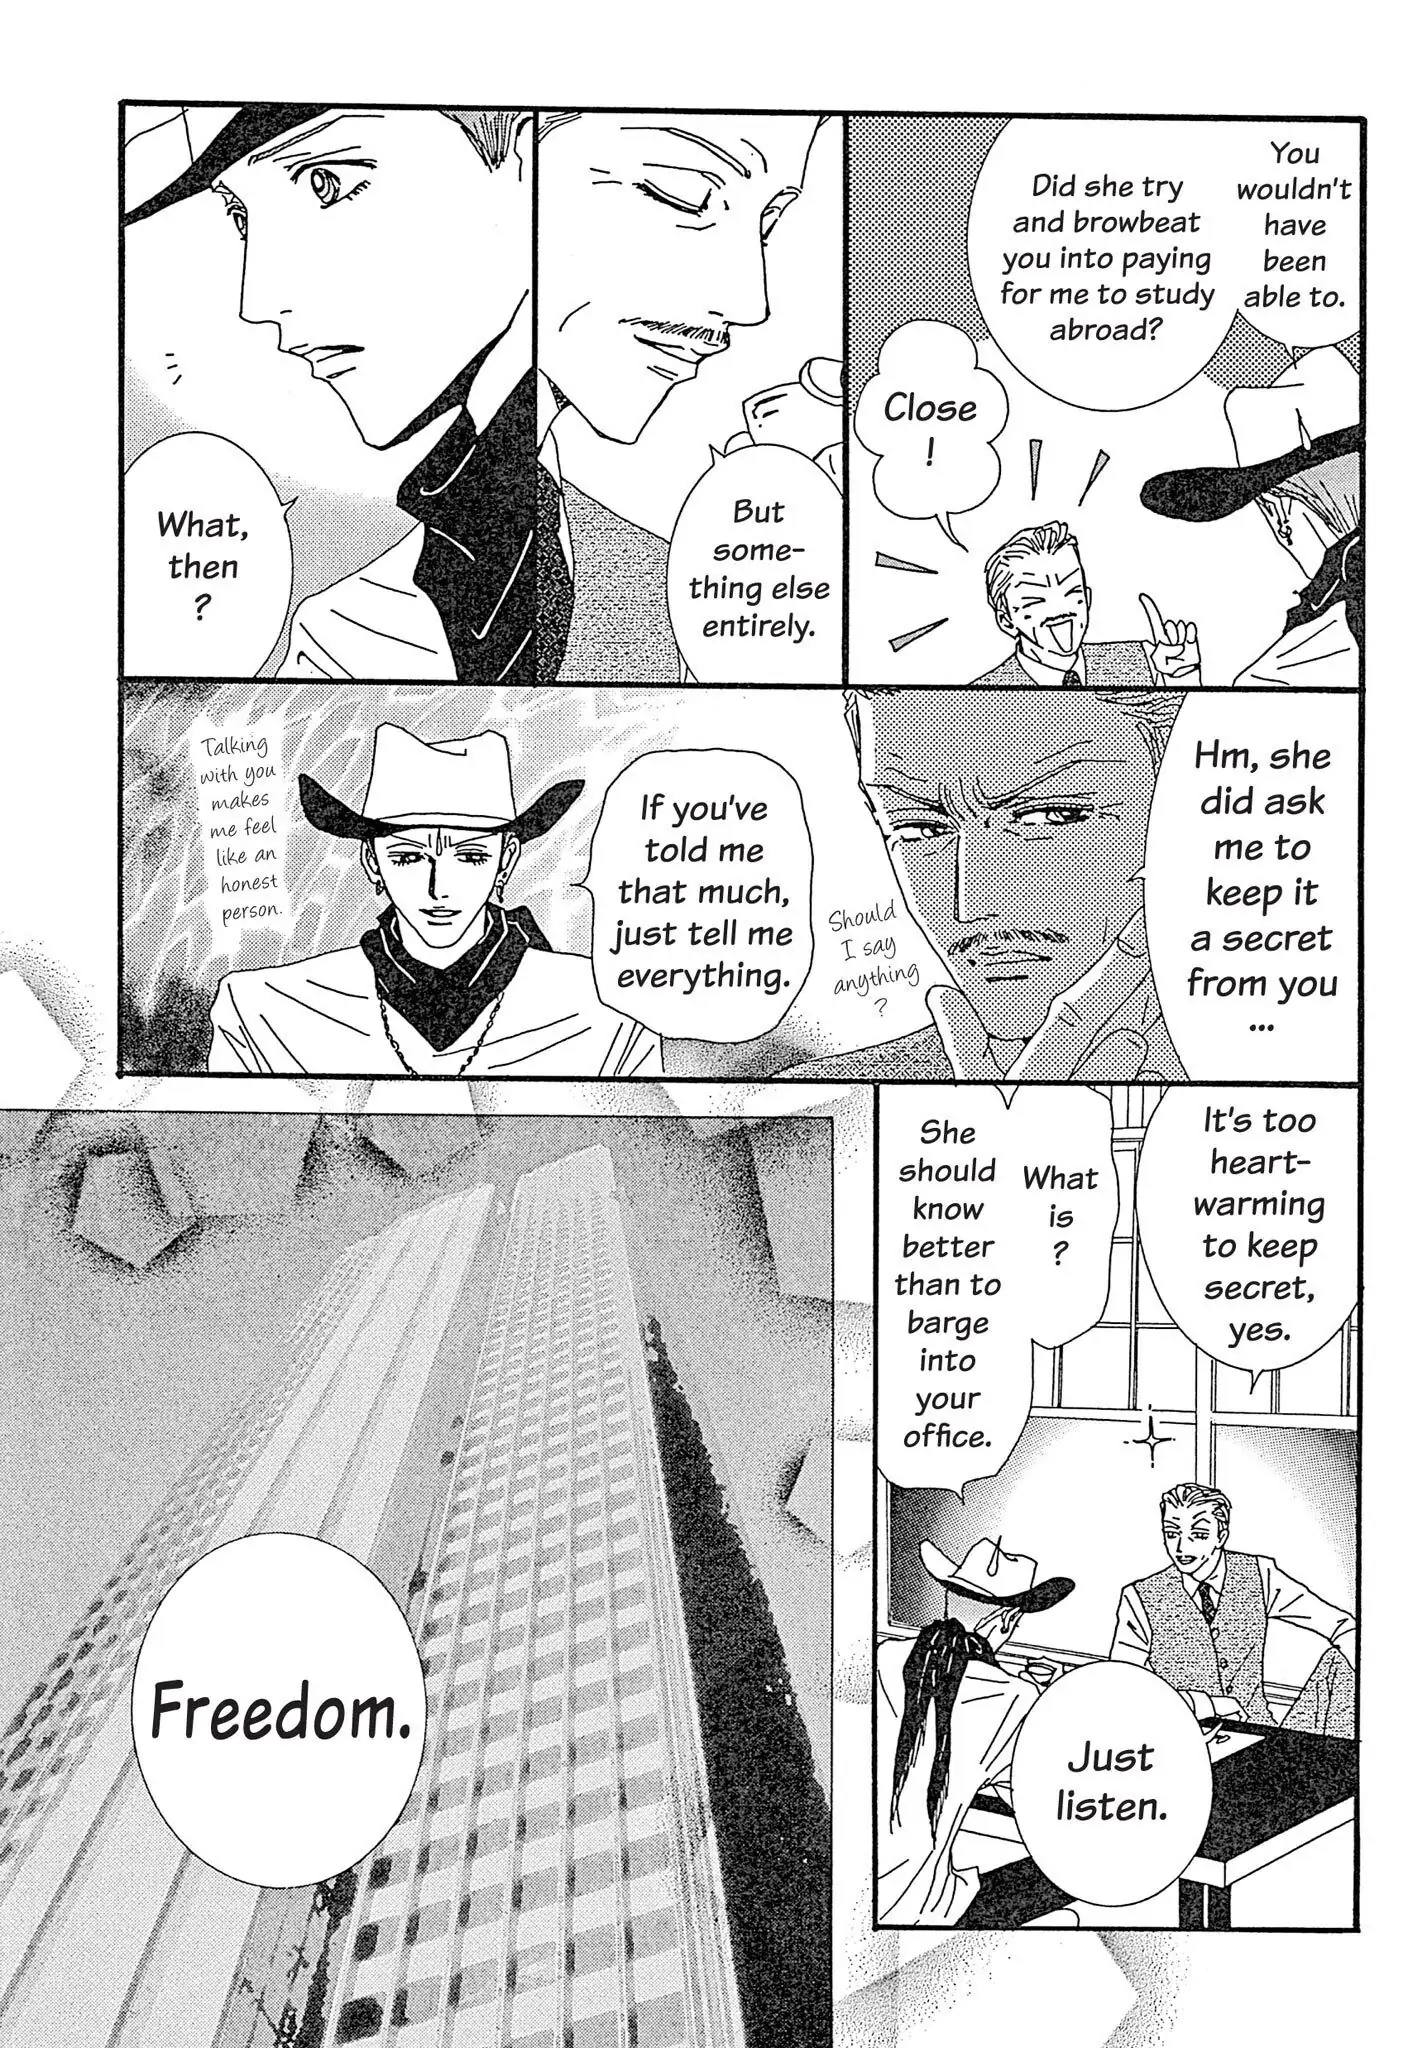 Did she try
and browbeat
you into paying
for me to study
abroad?
You
wouldn't
have
been
able to.
Close
!
But
some-
thing else
entirely.
What,
then
?
Hm, she
did ask
me to
keep it
a secret
from you
...
Should
I say
anything
?
If you've
told me
that much,
just tell me
everything.
Talking
with you
makes
me feel
like an
honest
person.
It's too
heart-
warming
to keep
secret,
yes.
What
is
?
She
should
know
better
than to
barge
into
your
office.
Just
listen.
Freedom.